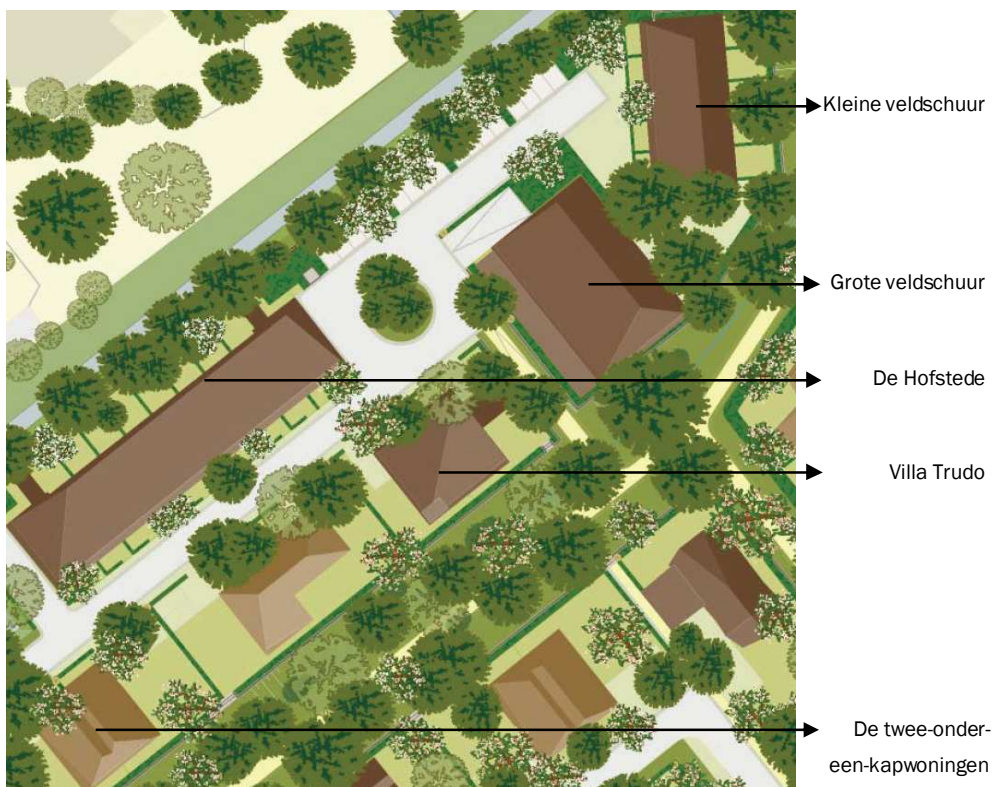 Kleine veldschuur
Grote veldschuur
De Hofstede
Villa Trudo
De twee-onder-
een-kapwoningen